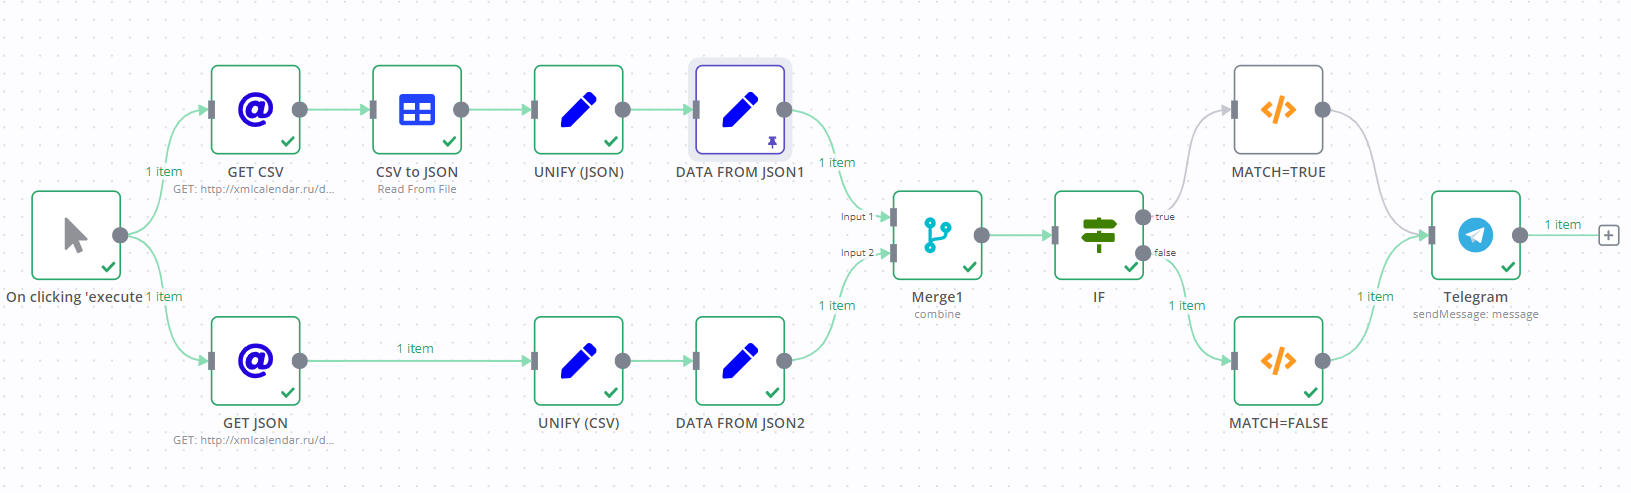 1 item
GET CSV
GET: http://xmlcalendar.ru/d...
CSV to JSON
Read From File
UNIFY (JSON)
DATA FROM JSON1
1 item
On clicking 'execute
1 item
GET JSON
GET: http://xmlcalendar.ru/d...
1 item
UNIFY (CSV)
DATA FROM JSON2
1 item
Input 1
Input 2
Merge1
combine
IF
true
false
MATCH=TRUE
1 item
MATCH=FALSE
1 item
Telegram
sendMessage: message
1 item